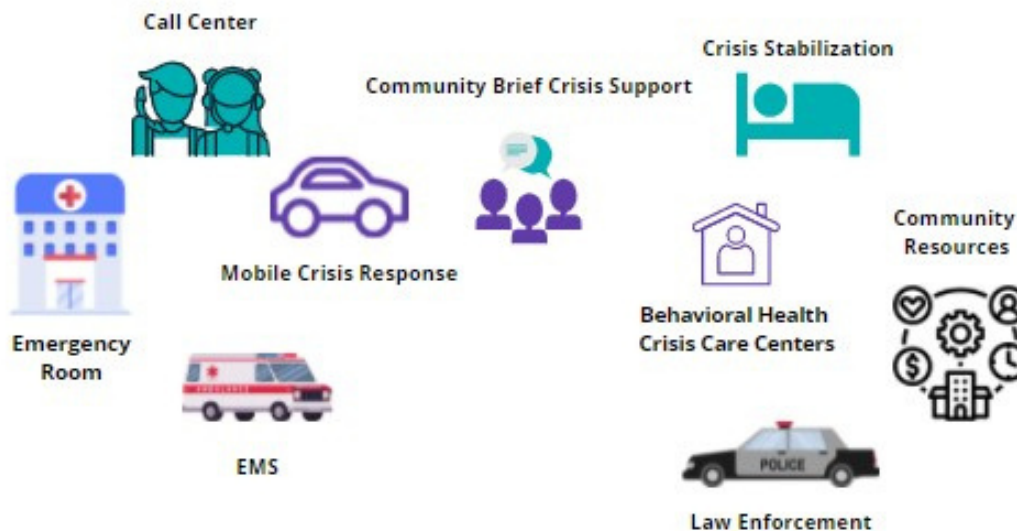 Call Center
Crisis Stabilization
Community Brief Crisis Support
Community
Resources
Mobile Crisis Response
Behavioral Health
Crisis Care Centers
Emergency
Room
AMBULANCE
EMS
POLICE
Law Enforcement